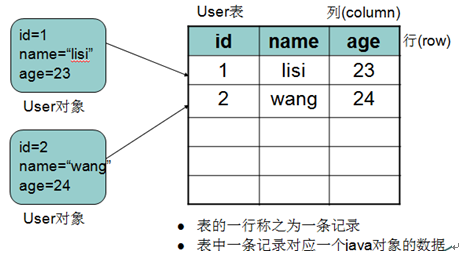 id=1
name=“lisi”
age=23
User对象
id=2
name=“wang”
age=24
User对象
User表
列(column)
行(row)
id name age
1 lisi 23
2 wang 24
● 表的一行称之为一条记录
● 表中一条记录对应一个java对象的数据